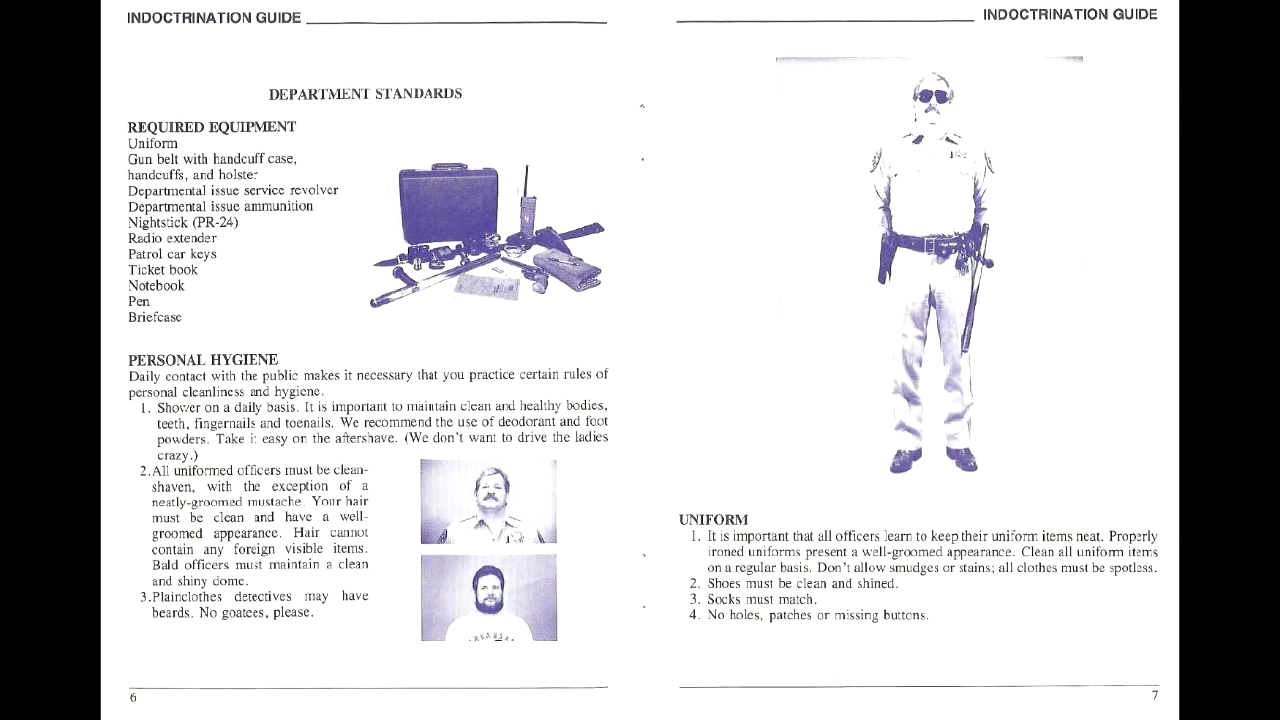 INDOCTRINATION GUIDE
DEPARTMENT STANDARDS
REQUIRED EQUIPMENT
Uniform
Gun belt with handcuff case,
handcuffs, and holster
Departmental issue service revolver
Departmental issue ammunition
Nightstick (PR-24)
Radio extender
Patrol car keys
Ticket book
Notebook
Pen
Briefcase
PERSONAL HYGIENE
Daily contact with the public makes it necessary that you practice certain rules of
personal cleanliness and hygiene.
1. Shower on a daily basis. It is important to maintain clean and healthy bodies,
teeth, fingernails and toenails. We recommend the use of deodorant and foot
powders. Take it easy on the aftershave. (We don't want to drive the ladies
crazy.)
2.All uniformed officers must be clean-
shaven, with the exception of a
neatly-groomed mustache. Your hair
must be clean and have a well-
groomed appearance. Hair cannot
contain any foreign visible items.
Bald officers must maintain a clean
and shiny dome.
3.Plainclothes detectives may have
beards. No goatees, please.
6
INDOCTRINATION GUIDE
UNIFORM
1. It is important that all officers learn to keep their uniform items neat. Properly
ironed uniforms present a well-groomed appearance. Clean all uniform items
on a regular basis. Don't allow smudges or stains; all clothes must be spotless.
2. Shoes must be clean and shined.
3. Socks must match.
4. No holes, patches or missing buttons.
7